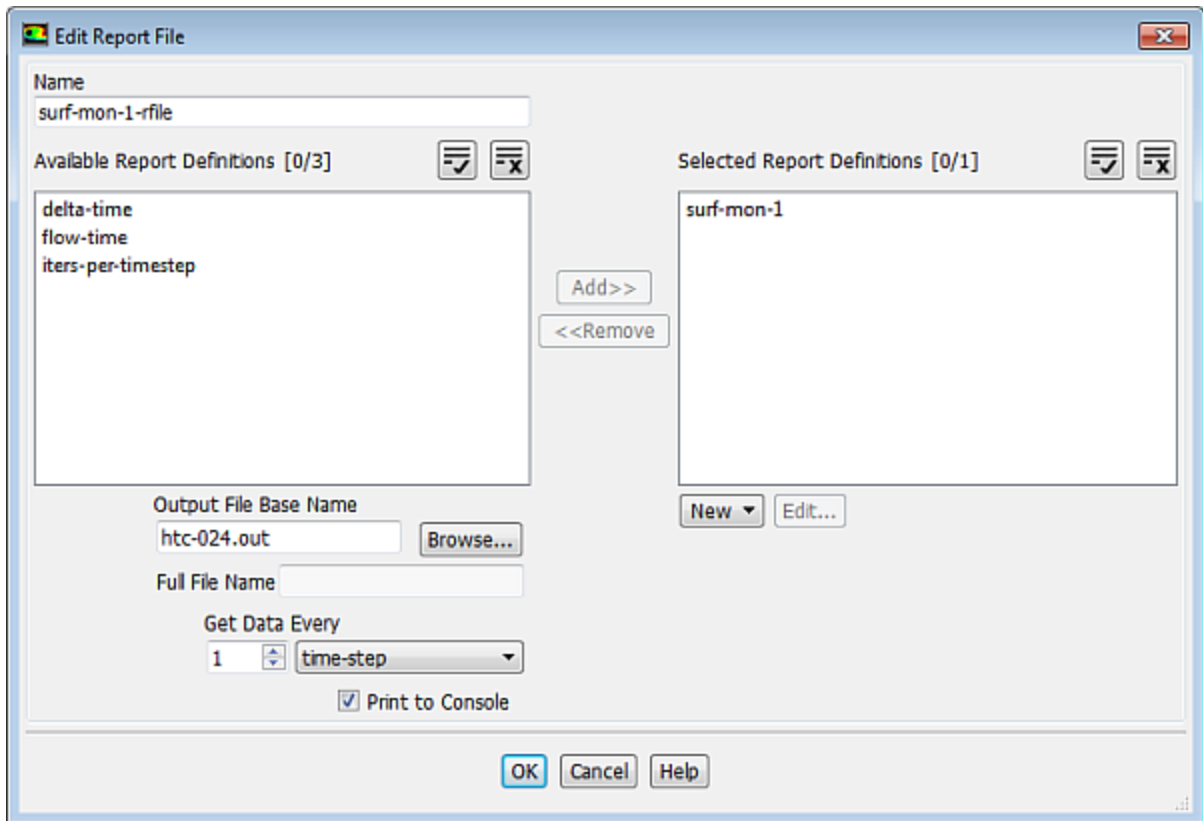 Edit Report File
Name
surf-mon-1-rfile
Available Report Definitions [0/3]
Selected Report Definitions [0/1]
delta-time
flow-time
iters-per-timestep
surf-mon-1
Add>>
<<Remove
Output File Base Name
htc-024.out
Browse...
New
Edit...
Full File Name
Get Data Every
1
time-step
Print to Console
OK
Cancel
Help